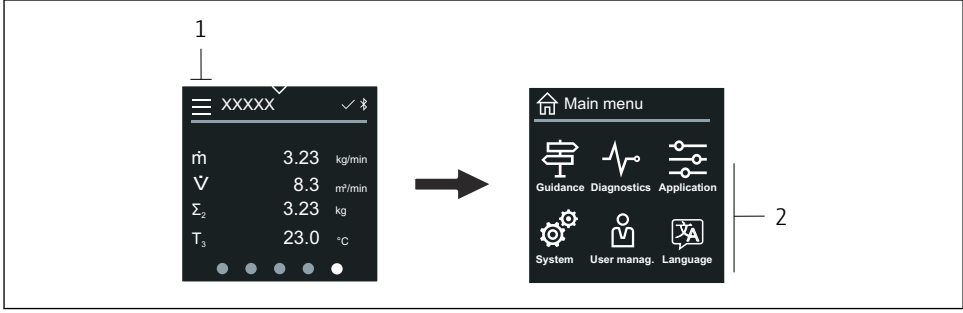 1
XXXXX
ṁ 3.23 kg/min
V̇ 8.3 m³/min
Σ₂ 3.23 kg
T₃ 23.0 °C
Main menu
Guidance Diagnostics Application
System User manag. Language
2